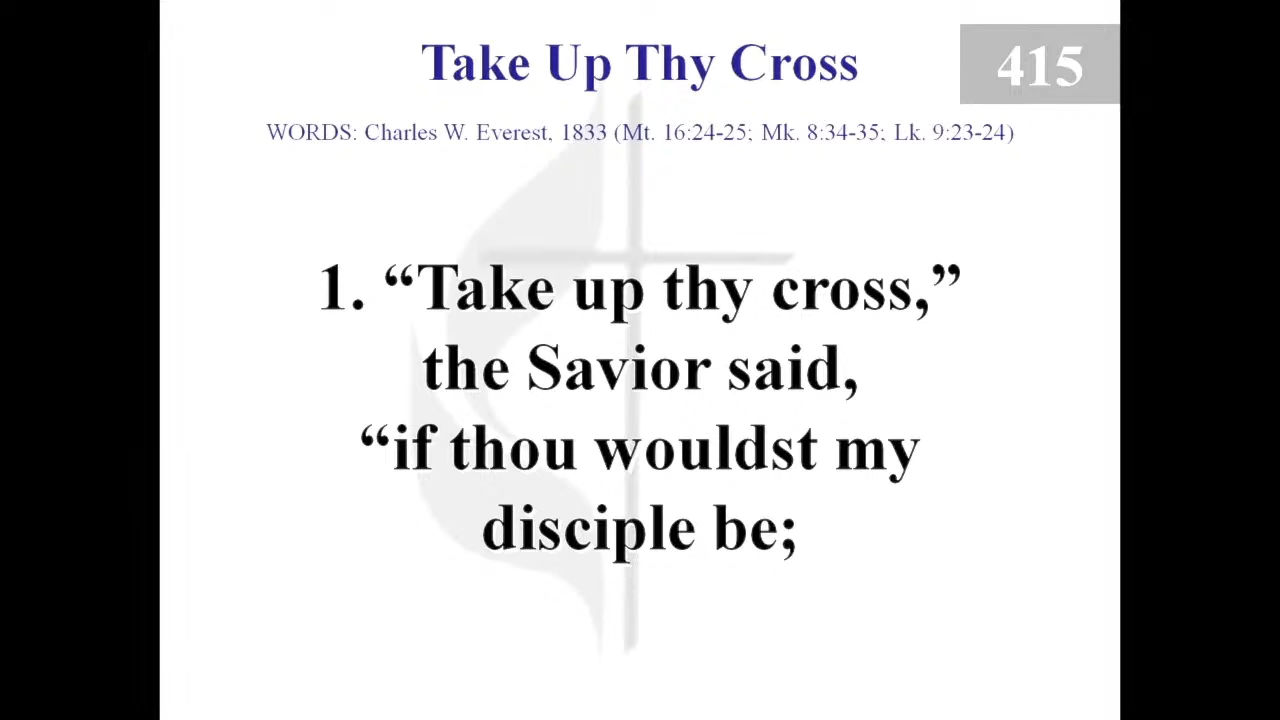 Take Up Thy Cross
415
WORDS: Charles W. Everest, 1833 (Mt. 16:24-25; Mk. 8:34-35; Lk. 9:23-24)
1. “Take up thy cross,”
the Savior said,
“if thou wouldst my
disciple be;